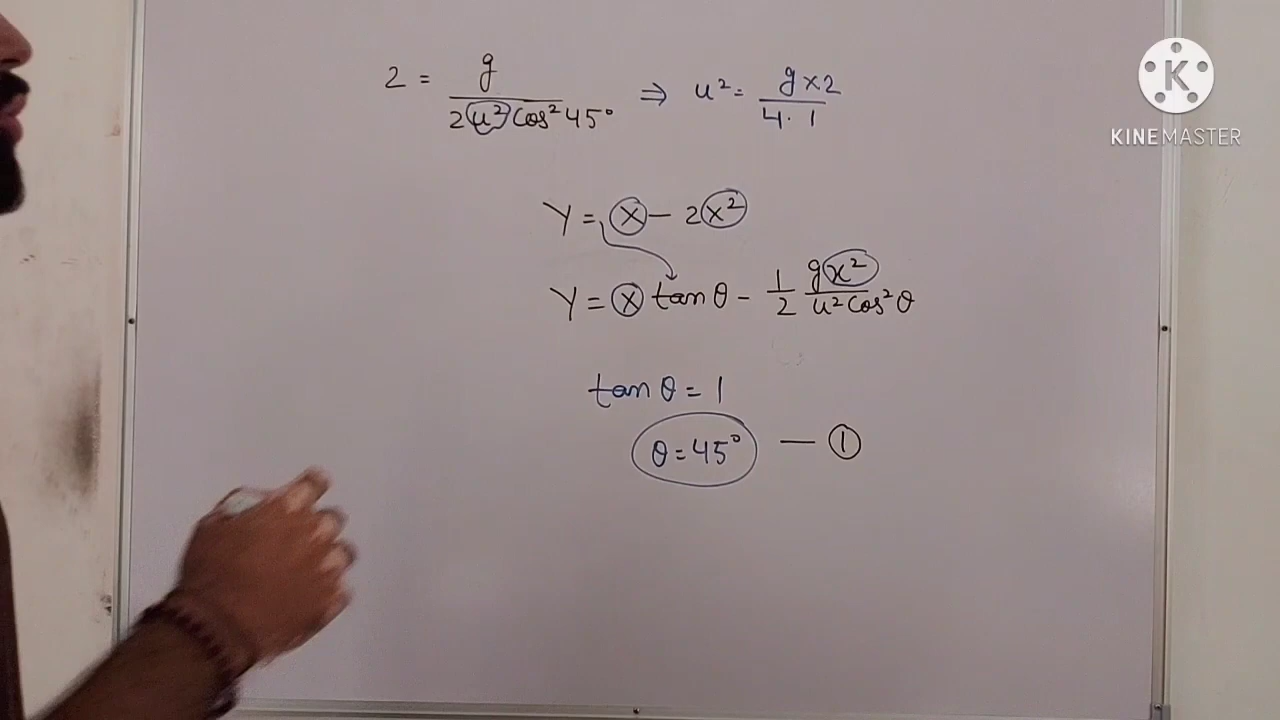 2 = g / 2u²Cos²45° ⇒ u² = g×2 / 4·1
KINEMASTER
Y = x − 2x²
Y = x tanθ − 1/2 gx² / u²Cos²θ
tanθ = 1
θ = 45° — ①